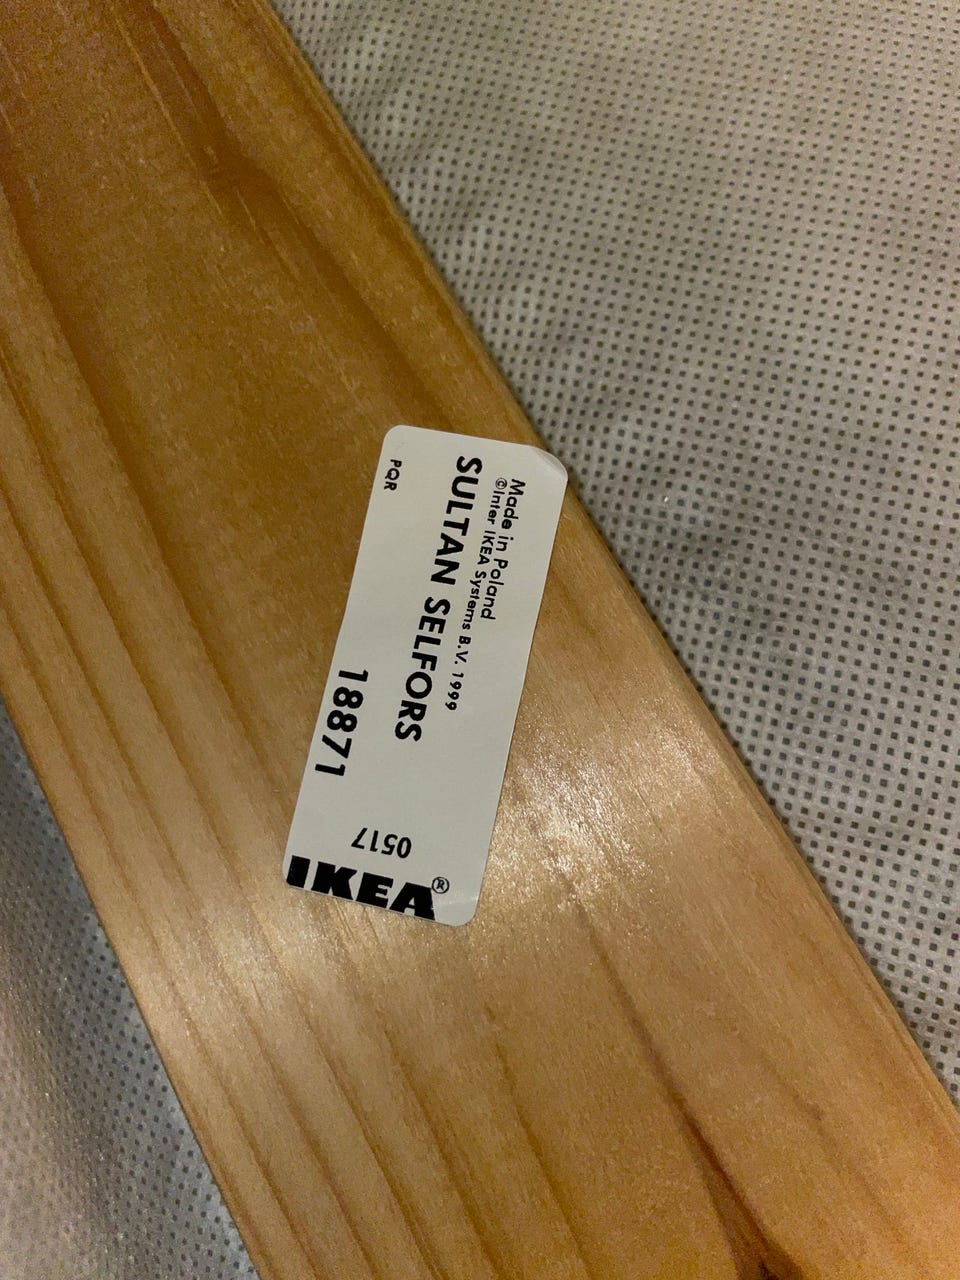 Made in Poland
©Inter IKEA Systems B.V. 1999
SULTAN SELFORS
18871
PQR
0517
IKEA®